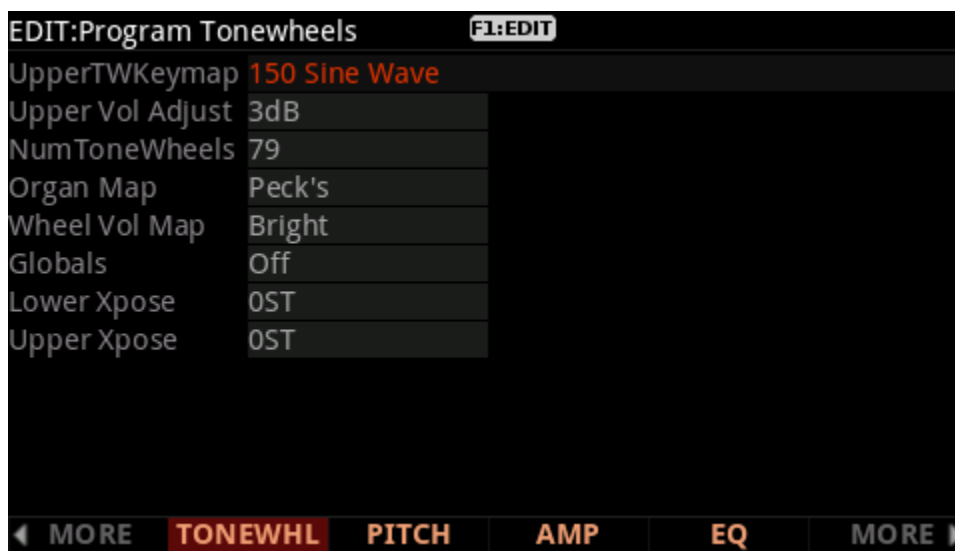 EDIT:Program Tonewheels F1:EDIT
UpperTWKeymap 150 Sine Wave
Upper Vol Adjust 3dB
NumToneWheels 79
Organ Map Peck's
Wheel Vol Map Bright
Globals Off
Lower Xpose 0ST
Upper Xpose 0ST
MORE TONEWHL PITCH AMP EQ MORE